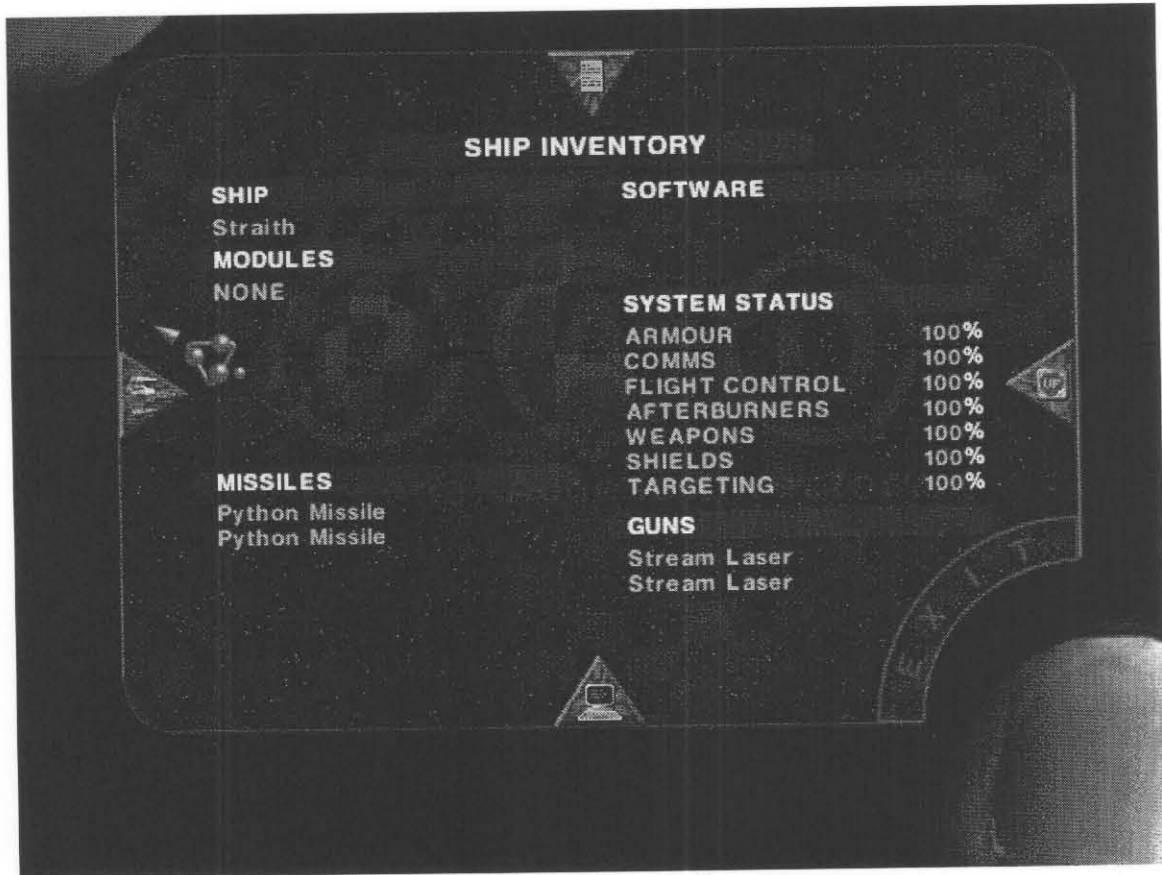 SHIP INVENTORY
SHIP
Straith
MODULES
NONE
MISSILES
Python Missile
Python Missile
SOFTWARE
SYSTEM STATUS
ARMOUR 100%
COMMS 100%
FLIGHT CONTROL 100%
AFTERBURNERS 100%
WEAPONS 100%
SHIELDS 100%
TARGETING 100%
GUNS
Stream Laser
Stream Laser
UP
EXIT